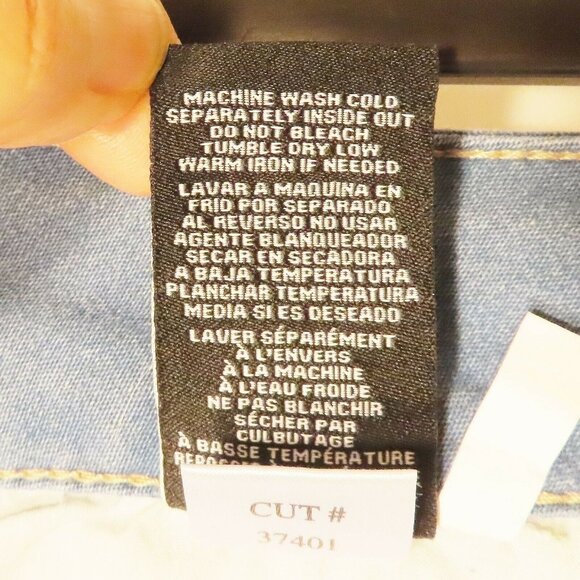 MACHINE WASH COLD
SEPARATELY INSIDE OUT
DO NOT BLEACH
TUMBLE DRY LOW
WARM IRON IF NEEDED
LAVAR A MAQUINA EN
FRIO POR SEPARADO
AL REVERSO NO USAR
AGENTE BLANQUEADOR
SECAR EN SECADORA
A BAJA TEMPERATURA
PLANCHAR TEMPERATURA
MEDIA SI ES DESEADO
LAVER SÉPARÉMENT
À L'ENVERS
À LA MACHINE
À L'EAU FROIDE
NE PAS BLANCHIR
SÉCHER PAR
CULBUTAGE
À BASSE TEMPÉRATURE
CUT #
37401